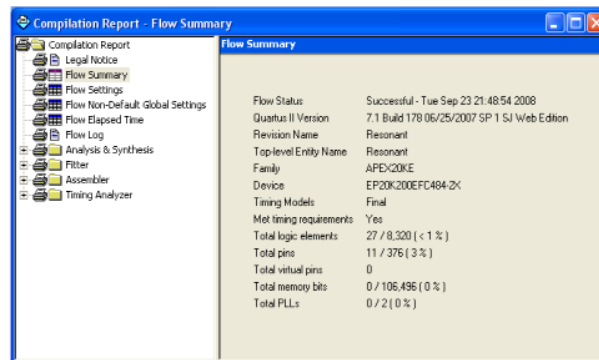 Compilation Report - Flow Summary
Compilation Report
Legal Notice
Flow Summary
Flow Settings
Flow Non-Default Global Settings
Flow Elapsed Time
Flow Log
Analysis & Synthesis
Fitter
Assembler
Timing Analyzer
Flow Summary
Flow Status Successful - Tue Sep 23 21:48:54 2008
Quartus II Version 7.1 Build 178 06/25/2007 SP 1 SJ Web Edition
Revision Name Resonant
Top-level Entity Name Resonant
Family APEX20KE
Device EP20K200EFC484-2X
Timing Models Final
Met timing requirements Yes
Total logic elements 27 / 8,320 ( < 1 % )
Total pins 11 / 376 ( 3 % )
Total virtual pins 0
Total memory bits 0 / 106,496 ( 0 % )
Total PLLs 0 / 2 ( 0 % )